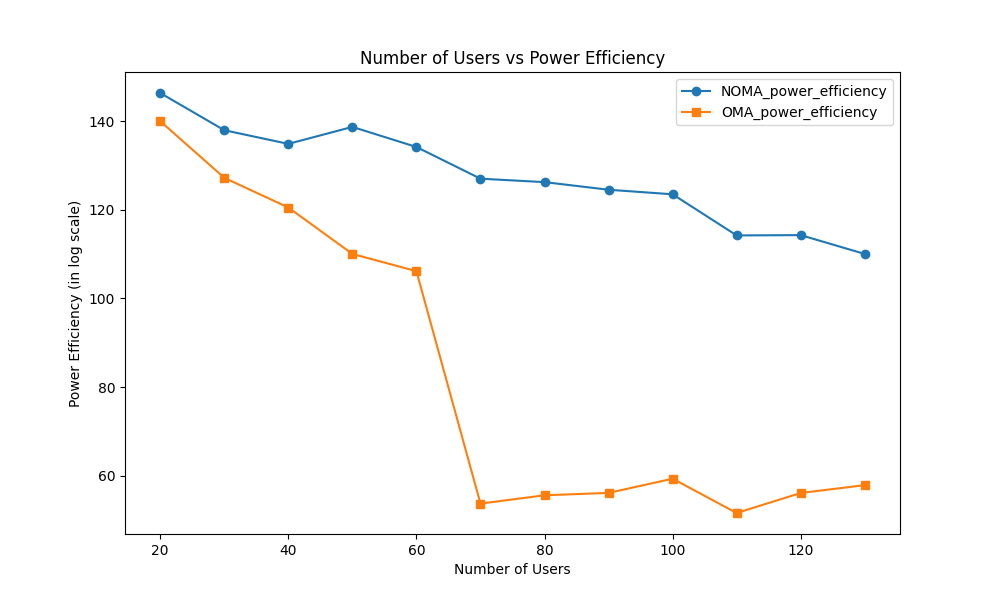 Number of Users vs Power Efficiency
NOMA_power_efficiency
OMA_power_efficiency
Power Efficiency (in log scale)
140
120
100
80
60
20
40
60
80
100
120
Number of Users